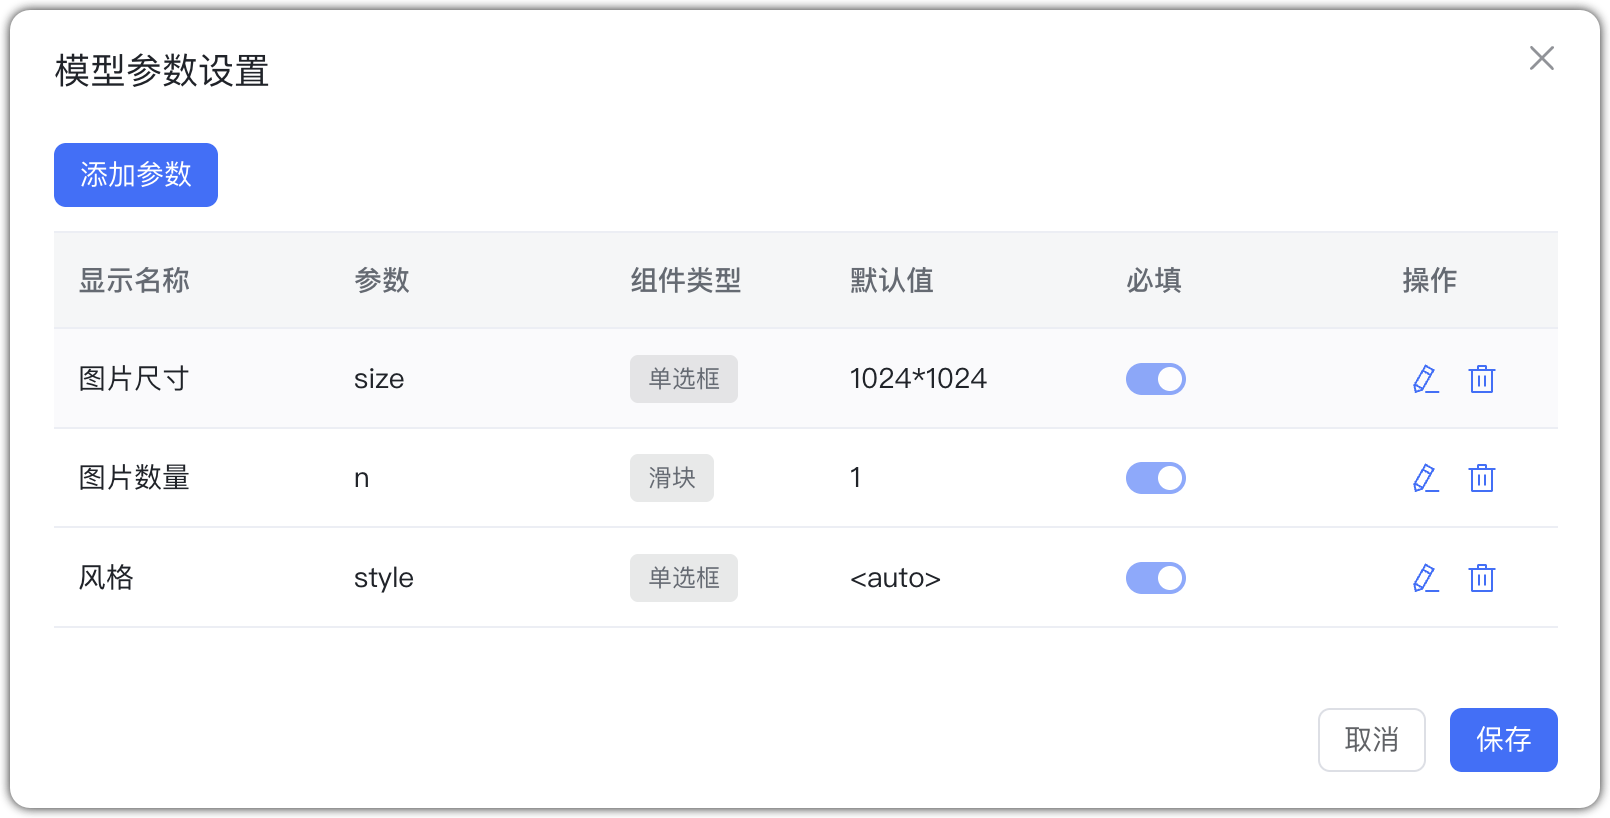 模型参数设置
添加参数
显示名称 参数 组件类型 默认值 必填 操作
图片尺寸 size 单选框 1024*1024
图片数量 n 滑块 1
风格 style 单选框 <auto>
取消 保存